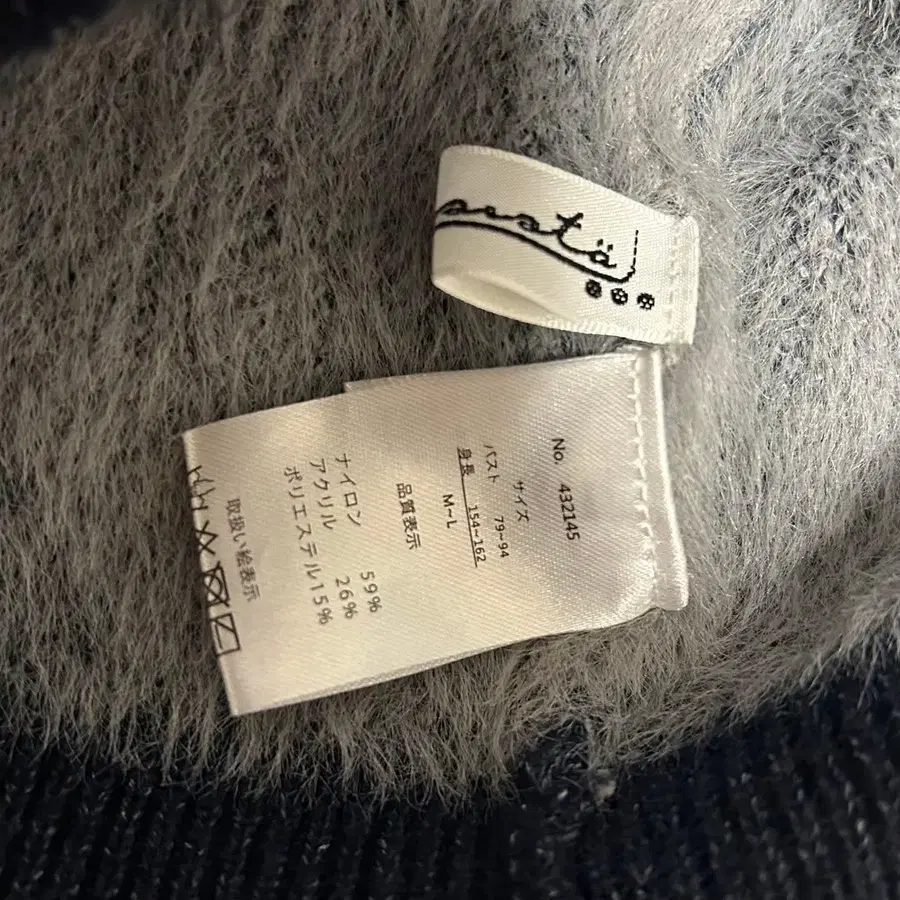 No. 432145
サイズ
バスト 79~94
身長 154~162
M~L
品質表示
ナイロン 59%
アクリル 26%
ポリエステル15%
取扱い絵表示